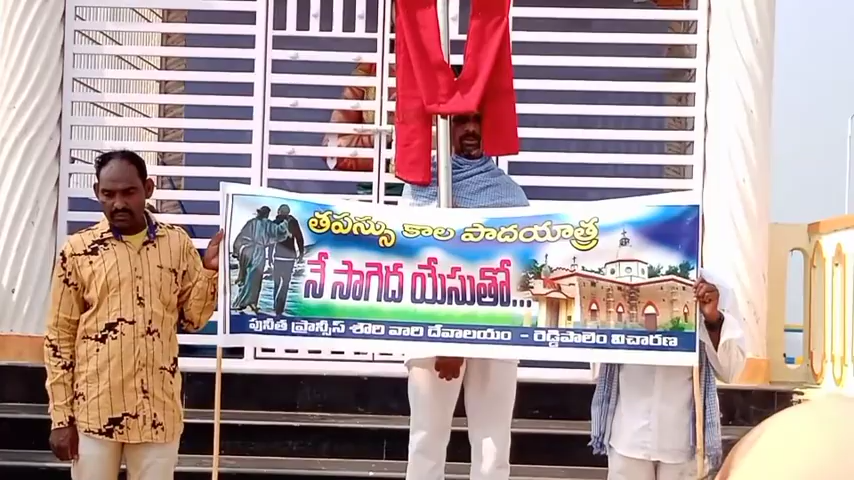 తపస్సు కాల పాదయాత్ర
నే సాగెద యేసుతో...
పునీత ఫ్రాన్సిస్ శౌరి వారి దేవాలయం - రెడ్డిపాలెం విచారణ